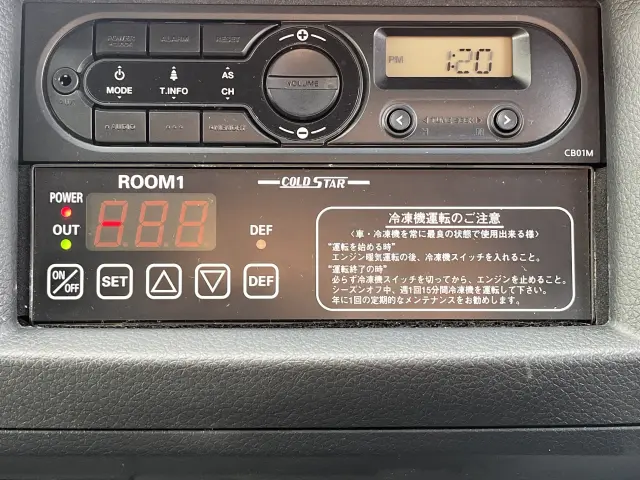 POWER ALARM RESET
MODE T.INFO AS
CH
VOLUME
PM 1:20
CB01M
ROOM1 COLD STAR
POWER
OUT DEF
ON/OFF SET DEF
冷凍機運転のご注意
〈車・冷凍機を常に最良の状態で使用出来る様〉
"運転を始める時"
エンジン暖気運転の後、冷凍機スイッチを入れること。
"運転終了の時"
必らず冷凍機スイッチを切ってから、エンジンを止めること。
シーズンオフ中、週1回15分間冷凍機を運転して下さい。
年に1回の定期的なメンテナンスをお勧めします。